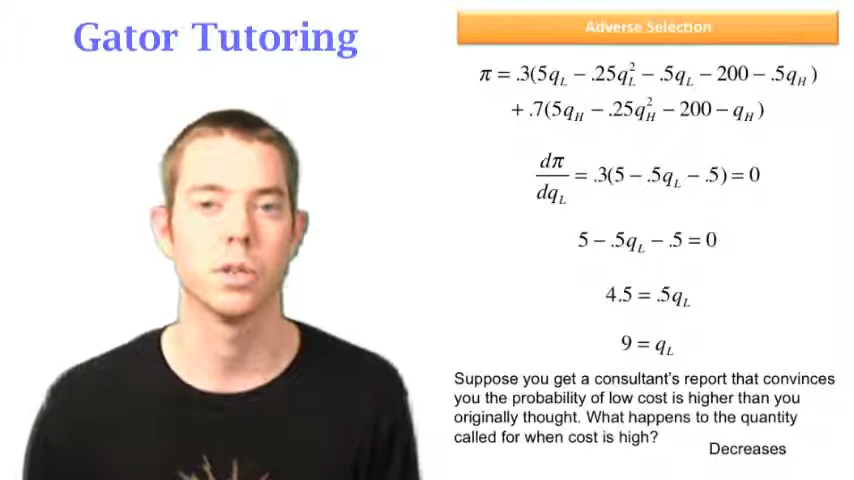 Gator Tutoring
Adverse Selection
π = .3(5q_L − .25q_L^2 − .5q_L − 200 − .5q_H)
+ .7(5q_H − .25q_H^2 − 200 − q_H)
dπ/dq_L = .3(5 − .5q_L − .5) = 0
5 − .5q_L − .5 = 0
4.5 = .5q_L
9 = q_L
Suppose you get a consultant's report that convinces
you the probability of low cost is higher than you
originally thought. What happens to the quantity
called for when cost is high?
Decreases